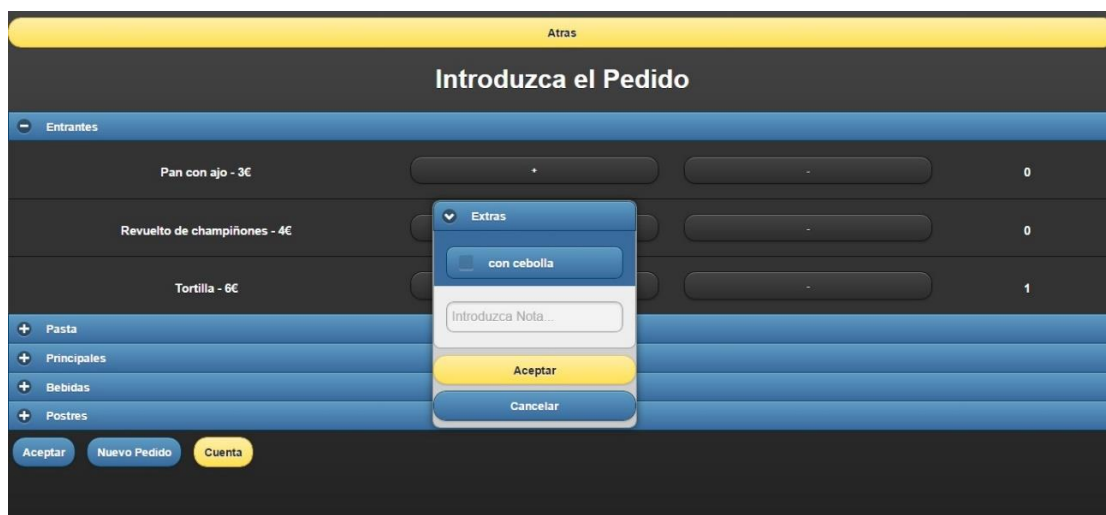 Atras
Introduzca el Pedido
Entrantes
Pan con ajo - 3€ + - 0
Revuelto de champiñones - 4€ - 0
Tortilla - 6€ - 1
Extras
con cebolla
Introduzca Nota...
Aceptar
Cancelar
Pasta
Principales
Bebidas
Postres
Aceptar Nuevo Pedido Cuenta